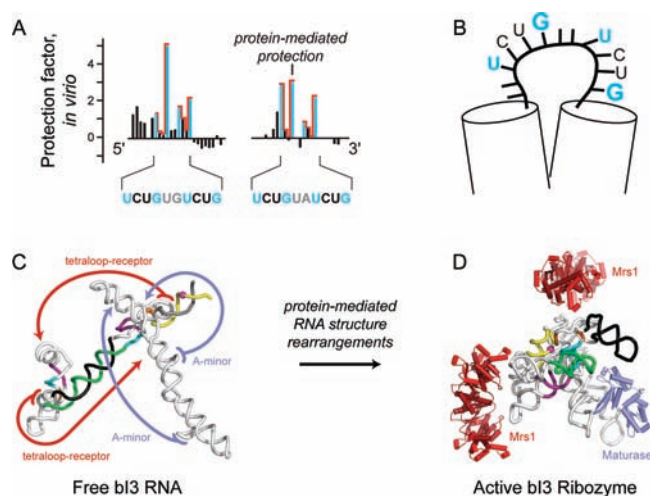 A
Protection factor,
in virio
4
2
0
protein-mediated
protection
5'
3'
UCUGUGUCUG
UCUGUAUCUG
B
U
C
U
G
U
C
U
G
C
tetraloop-receptor
A-minor
A-minor
tetraloop-receptor
Free bI3 RNA
protein-mediated
RNA structure
rearrangements
D
Mrs1
Mrs1
Maturase
Active bI3 Ribozyme